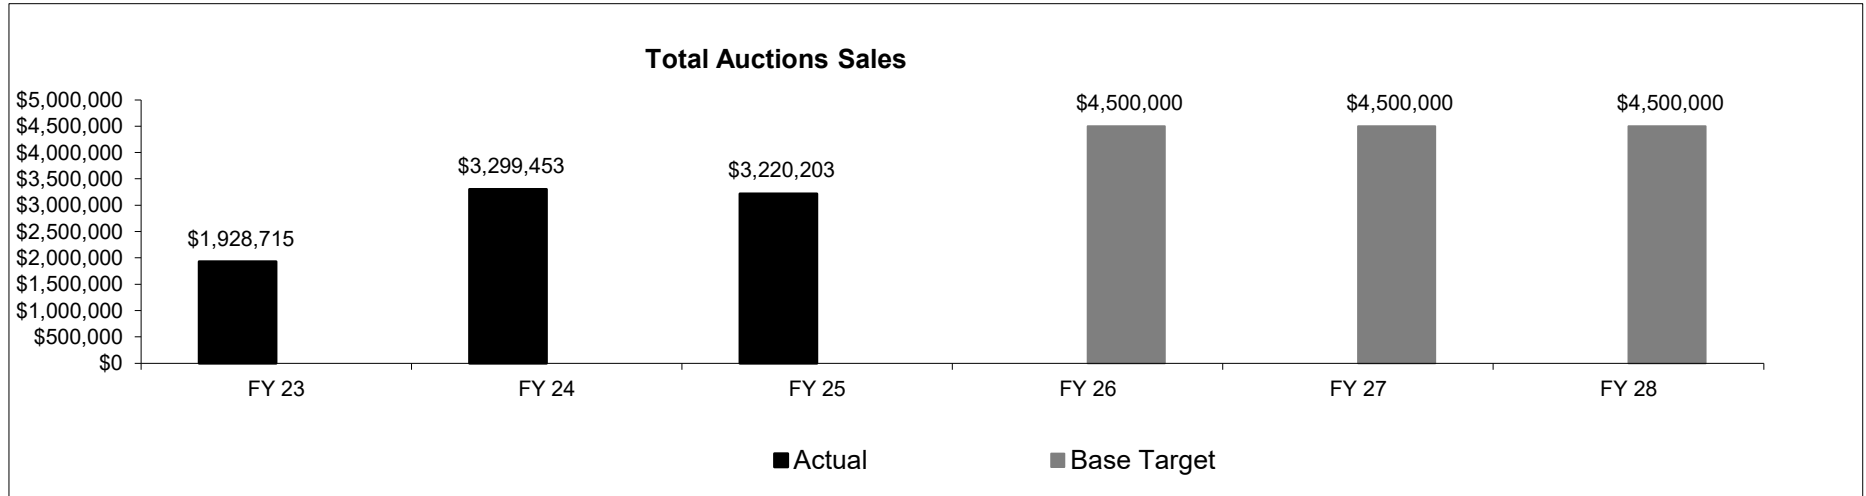 Total Auctions Sales
$5,000,000
$4,500,000
$4,000,000
$3,500,000
$3,000,000
$2,500,000
$2,000,000
$1,500,000
$1,000,000
$500,000
$0
$1,928,715
$3,299,453
$3,220,203
$4,500,000
$4,500,000
$4,500,000
FY 23
FY 24
FY 25
FY 26
FY 27
FY 28
Actual
Base Target